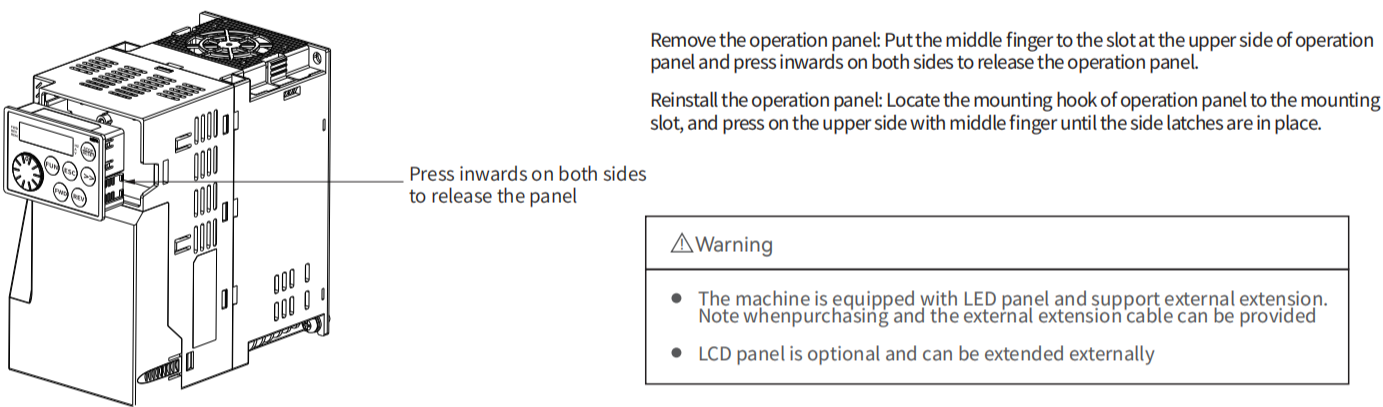 Remove the operation panel: Put the middle finger to the slot at the upper side of operation
panel and press inwards on both sides to release the operation panel.
Reinstall the operation panel: Locate the mounting hook of operation panel to the mounting
slot, and press on the upper side with middle finger until the side latches are in place.
Press inwards on both sides
to release the panel
FUN
ESC
>>
FWD
REV
Warning
● The machine is equipped with LED panel and support external extension.
Note whenpurchasing and the external extension cable can be provided
● LCD panel is optional and can be extended externally